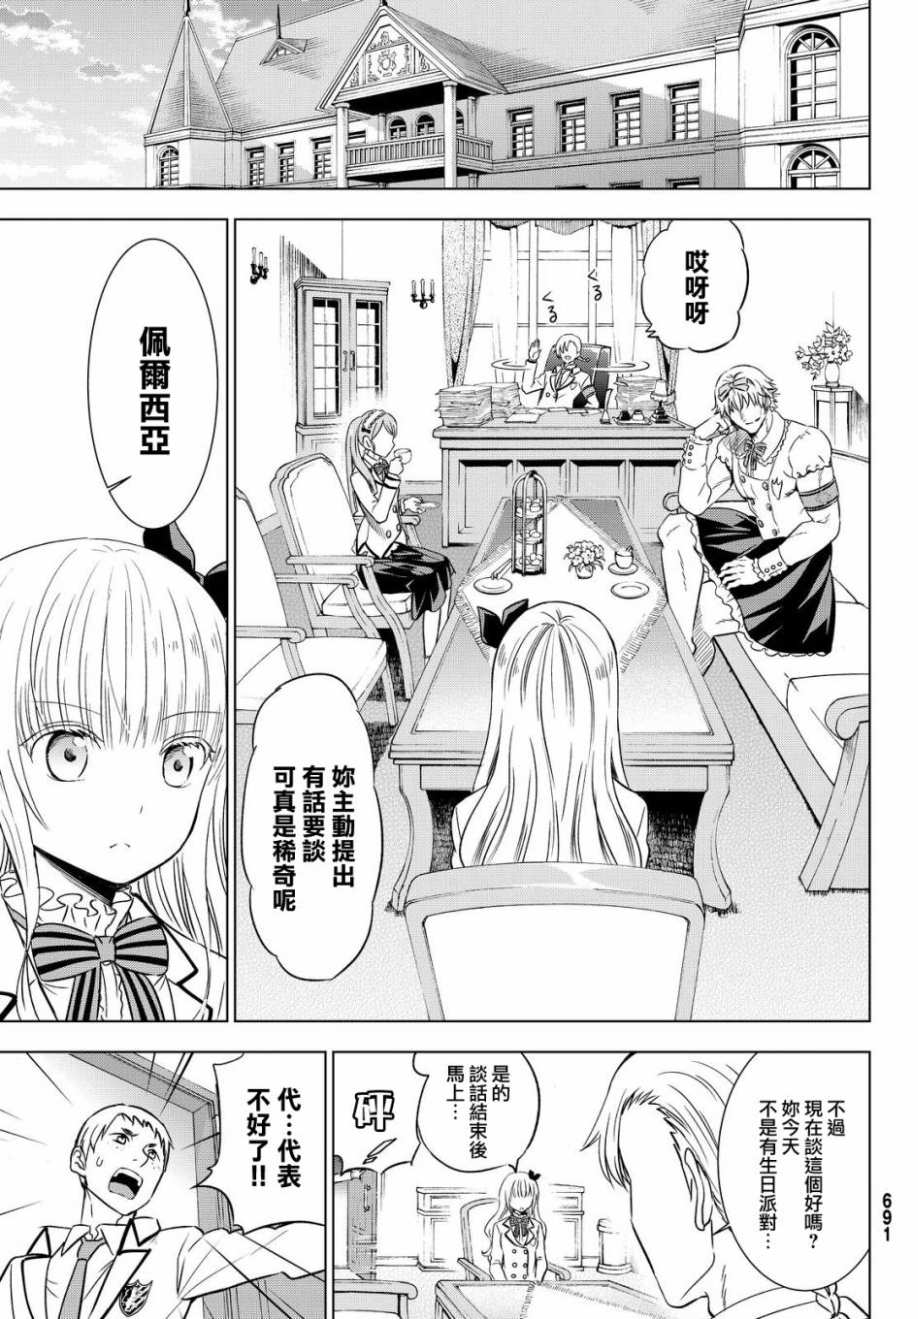 哎呀呀
くる
くる
妳主動提出
有話要談
可真是稀奇呢
佩爾西亞
不過
現在談這個好嗎？
妳今天
不是有生日派對…
是的
談話結束後
馬上…
砰
代…代表
不好了!!
691